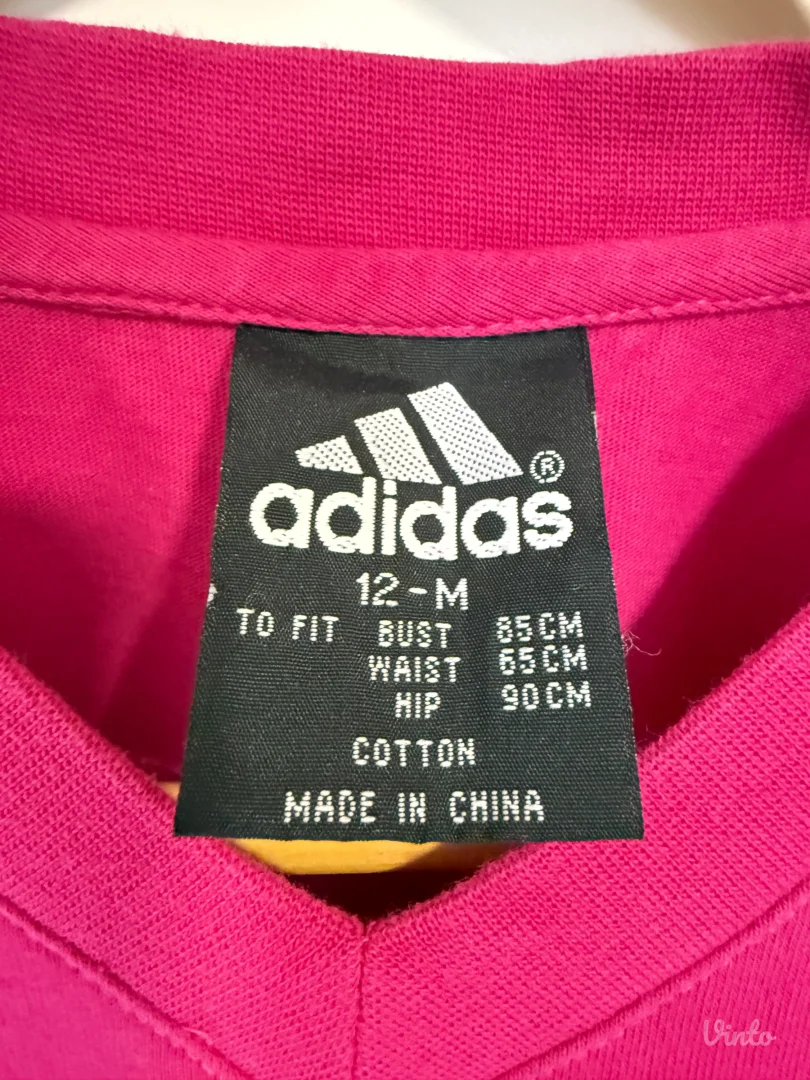 adidas®
12-M
TO FIT BUST 85CM
WAIST 65CM
HIP 90CM
COTTON
MADE IN CHINA
Vinto